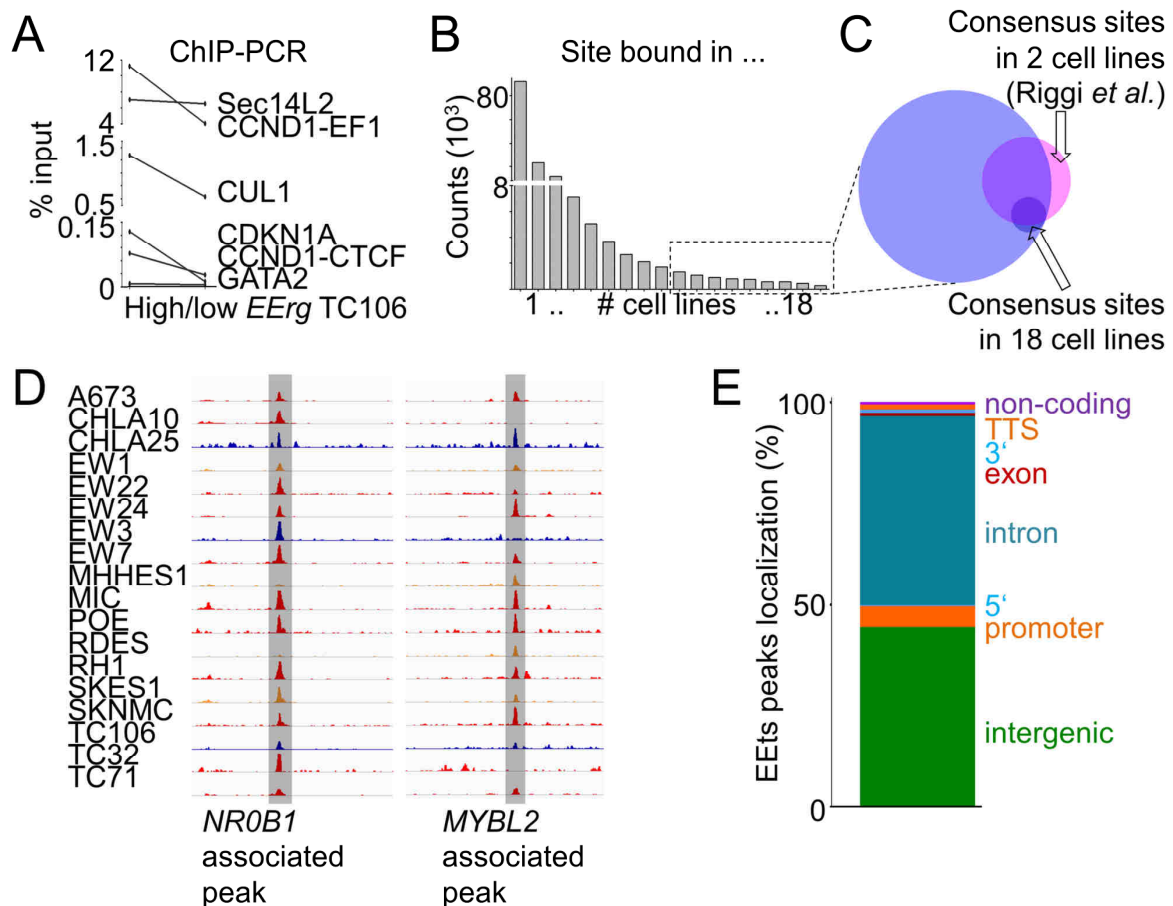 A
ChIP-PCR
12
4
1.5
0.5
0.15
0
% input
Sec14L2
CCND1-EF1
CUL1
CDKN1A
CCND1-CTCF
GATA2
High/low EErg TC106
B
Site bound in ...
80
8
Counts (10³)
1 .. # cell lines ..18
C
Consensus sites
in 2 cell lines
(Riggi et al.)
Consensus sites
in 18 cell lines
D
A673
CHLA10
CHLA25
EW1
EW22
EW24
EW3
EW7
MHHES1
MIC
POE
RDES
RH1
SKES1
SKNMC
TC106
TC32
TC71
NR0B1
associated
peak
MYBL2
associated
peak
E
100
50
0
EEts peaks localization (%)
non-coding
TTS
3‘
exon
intron
5‘
promoter
intergenic